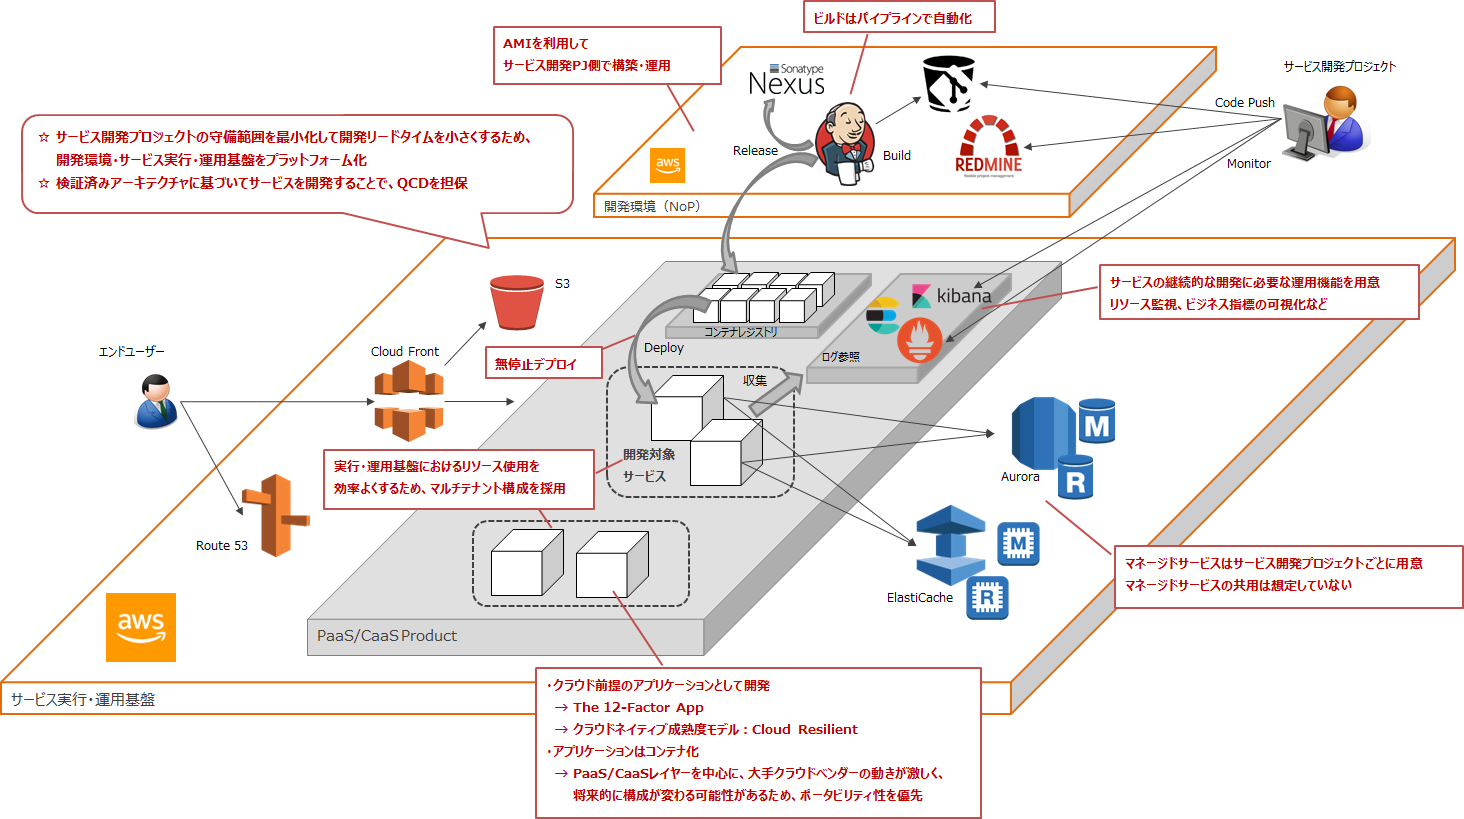 ビルドはパイプラインで自動化
AMIを利用して
サービス開発PJ側で構築・運用
Sonatype
Nexus
サービス開発プロジェクト
Code Push
Monitor
Release
Build
REDMINE
flexible project management
aws
開発環境（NoP）
☆ サービス開発プロジェクトの守備範囲を最小化して開発リードタイムを小さくするため、
開発環境・サービス実行・運用基盤をプラットフォーム化
☆ 検証済みアーキテクチャに基づいてサービスを開発することで、QCDを担保
S3
kibana
サービスの継続的な開発に必要な運用機能を用意
リソース監視、ビジネス指標の可視化など
コンテナレジストリ
Deploy
ログ参照
無停止デプロイ
エンドユーザー
Cloud Front
収集
開発対象
サービス
実行・運用基盤におけるリソース使用を
効率よくするため、マルチテナント構成を採用
M
R
Aurora
Route 53
M
R
ElastiCache
マネージドサービスはサービス開発プロジェクトごとに用意
マネージドサービスの共用は想定していない
aws
PaaS/CaaS Product
サービス実行・運用基盤
・クラウド前提のアプリケーションとして開発
→ The 12-Factor App
→ クラウドネイティブ成熟度モデル：Cloud Resilient
・アプリケーションはコンテナ化
→ PaaS/CaaSレイヤーを中心に、大手クラウドベンダーの動きが激しく、
将来的に構成が変わる可能性があるため、ポータビリティ性を優先